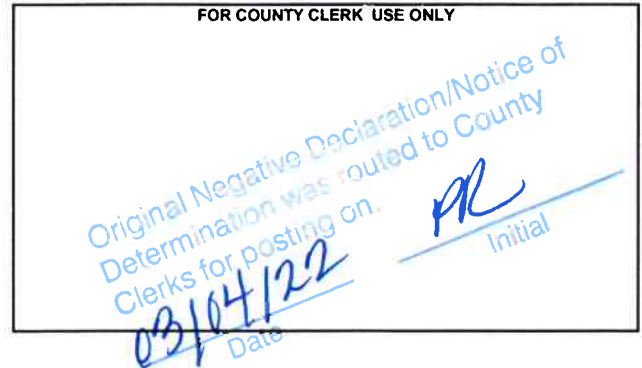 FOR COUNTY CLERK USE ONLY
Original Negative Declaration/Notice of
Determination was routed to County
Clerks for posting on.
03/04/22
Date
PR
Initial